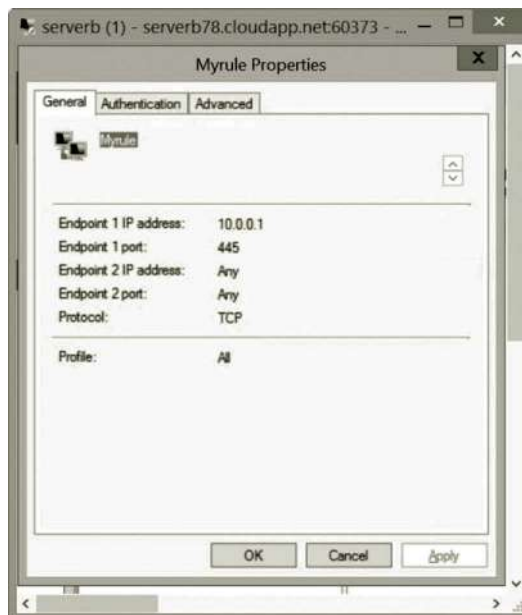 serverb (1) - serverb78.cloudapp.net:60373 - ...
Myrule Properties
General Authentication Advanced
Myrule
Endpoint 1 IP address: 10.0.0.1
Endpoint 1 port: 445
Endpoint 2 IP address: Any
Endpoint 2 port: Any
Protocol: TCP
Profile: All
OK Cancel Apply